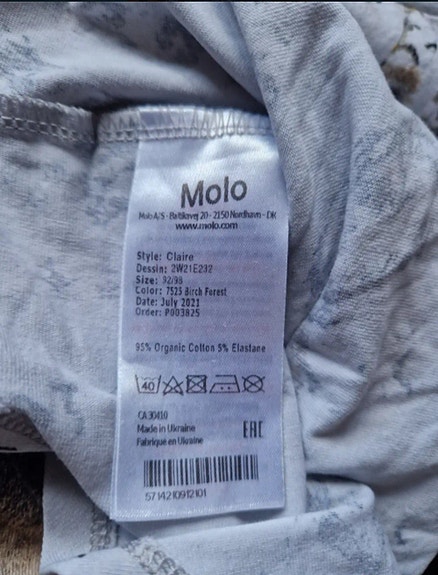 Molo
Molo A/S - Baltikavej 20 - 2150 Nordhavn - DK
www.molo.com
Style: Claire
Dessin: 2W21E232
Size: 92/98
Color: 7523 Birch Forest
Date: July 2021
Order: P003825
95% Organic Cotton 5% Elastane
40
CA 30410
Made in Ukraine
Fabriqué en Ukraine
EAC
5714210912101